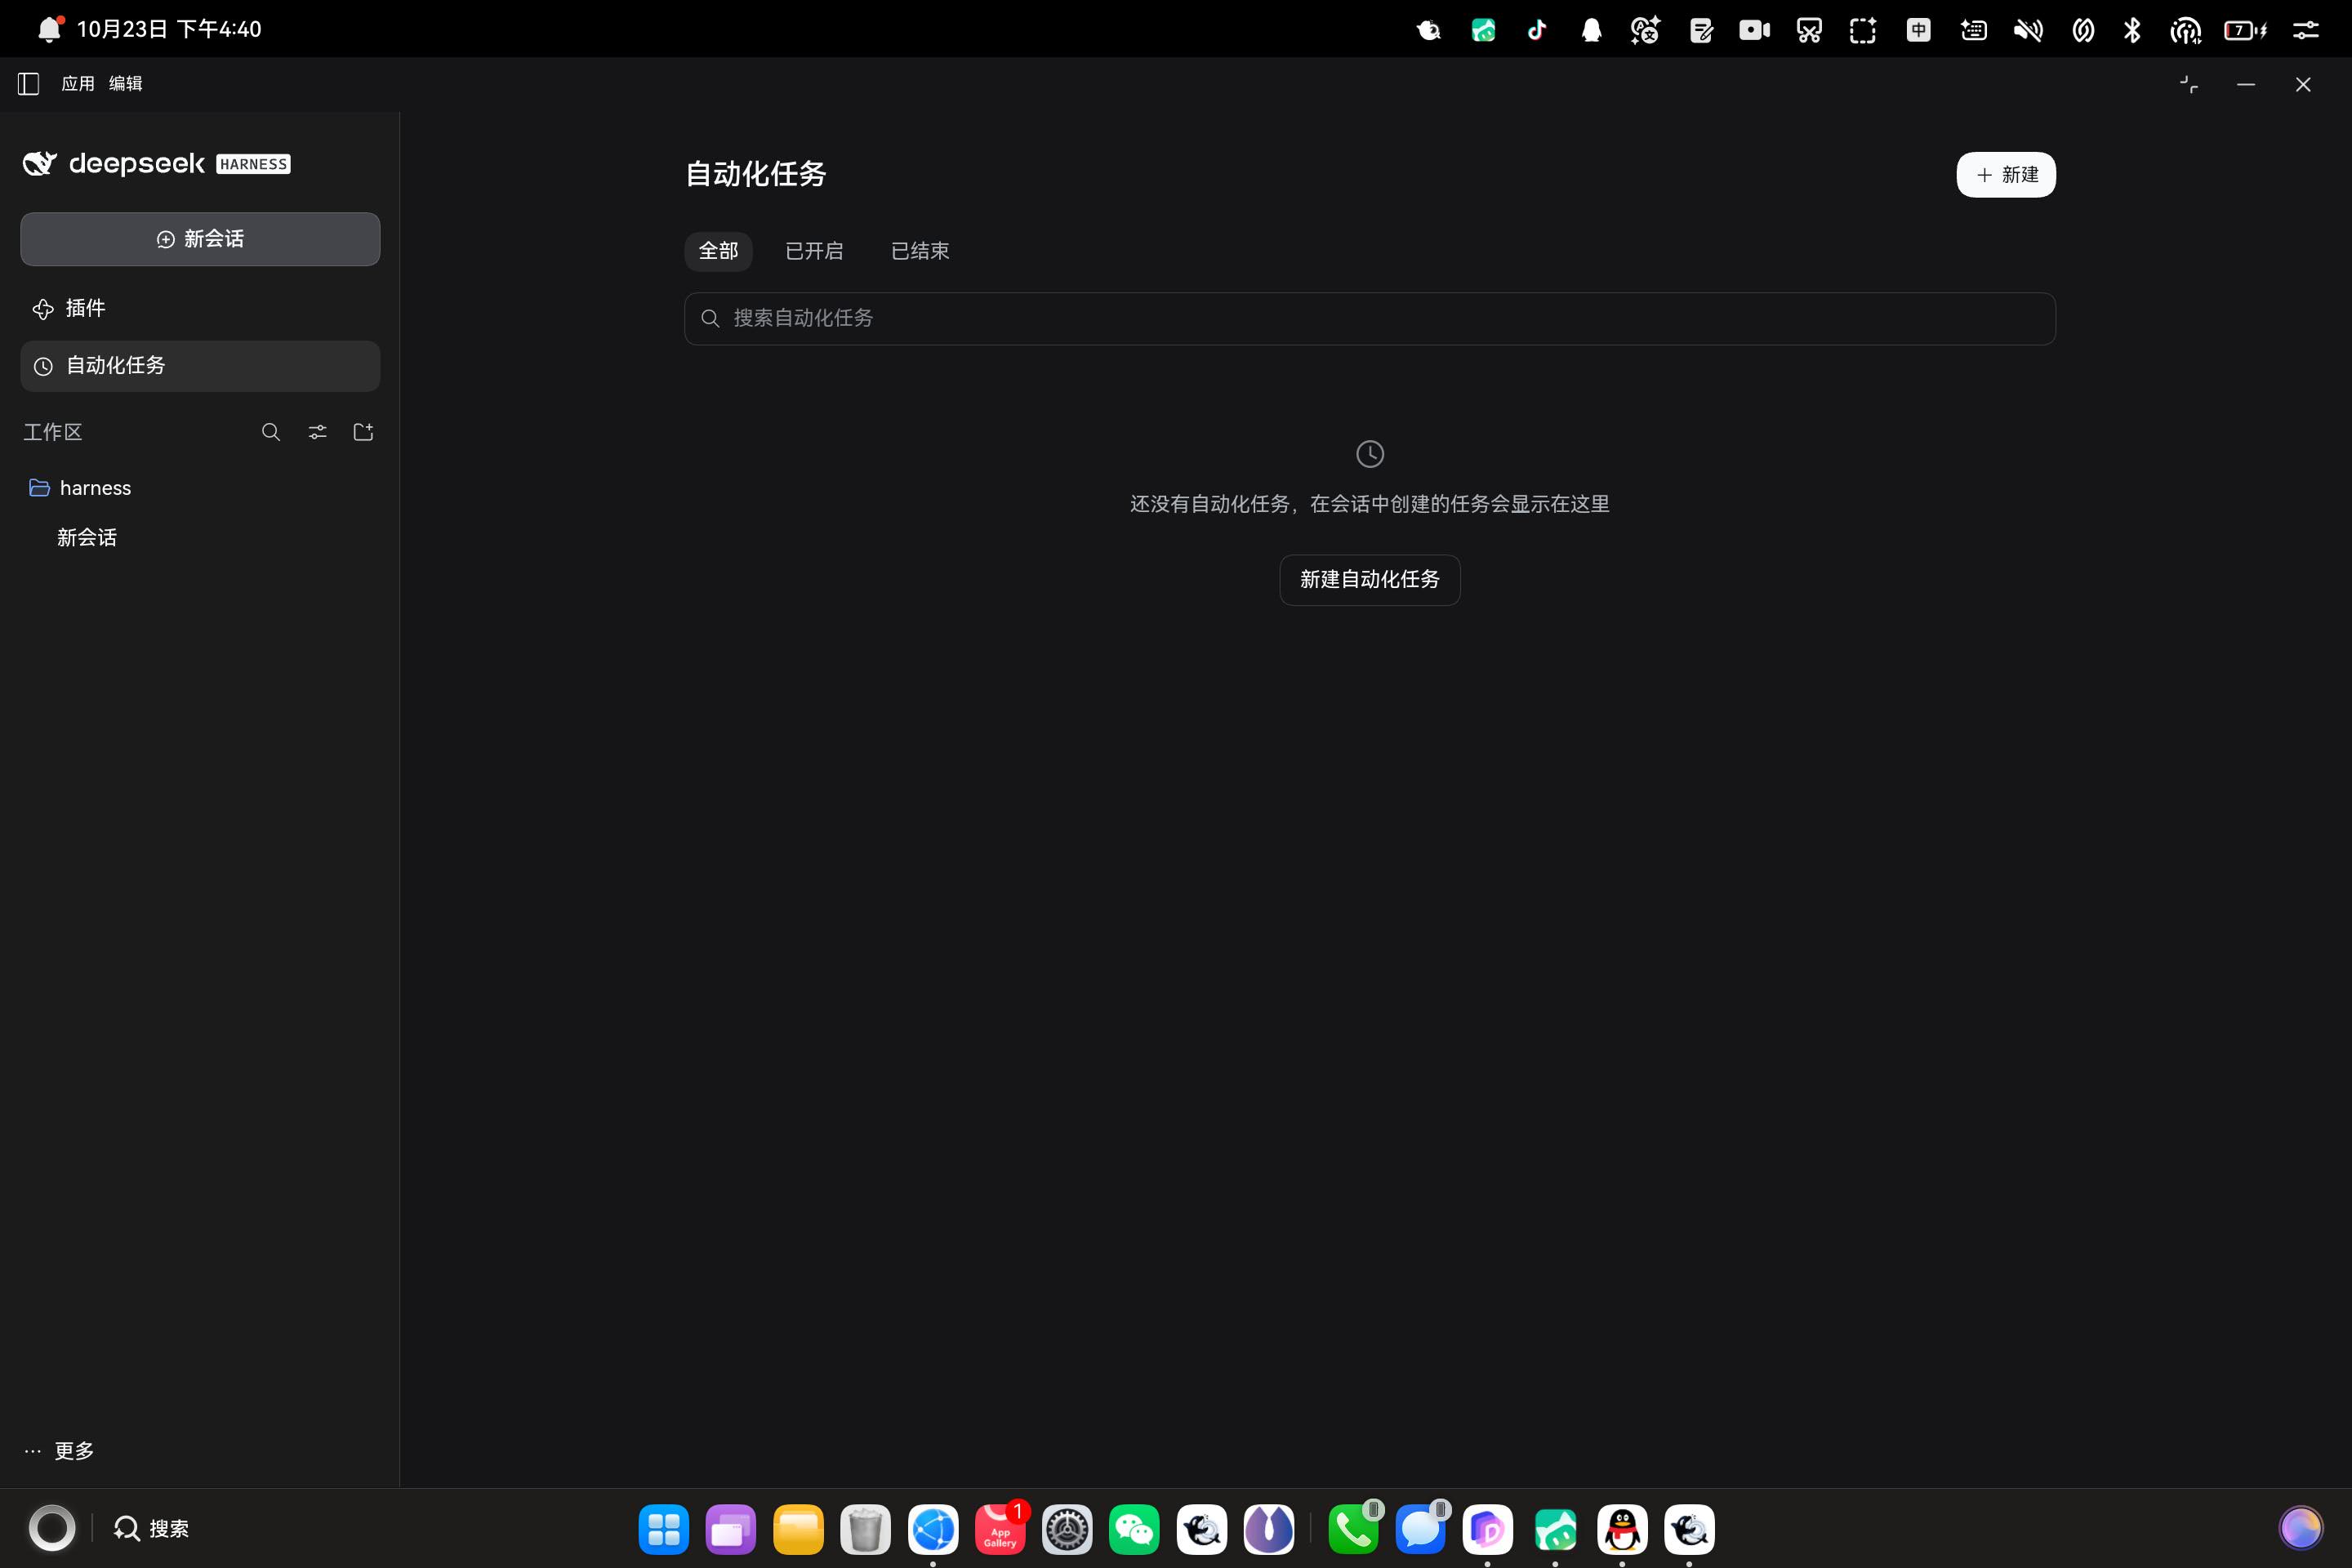 10月23日 下午4:40
中
7
应用 编辑
deepseek HARNESS
新会话
插件
自动化任务
工作区
harness
新会话
更多
自动化任务
新建
全部 已开启 已结束
搜索自动化任务
还没有自动化任务，在会话中创建的任务会显示在这里
新建自动化任务
搜索
App
Gallery
1